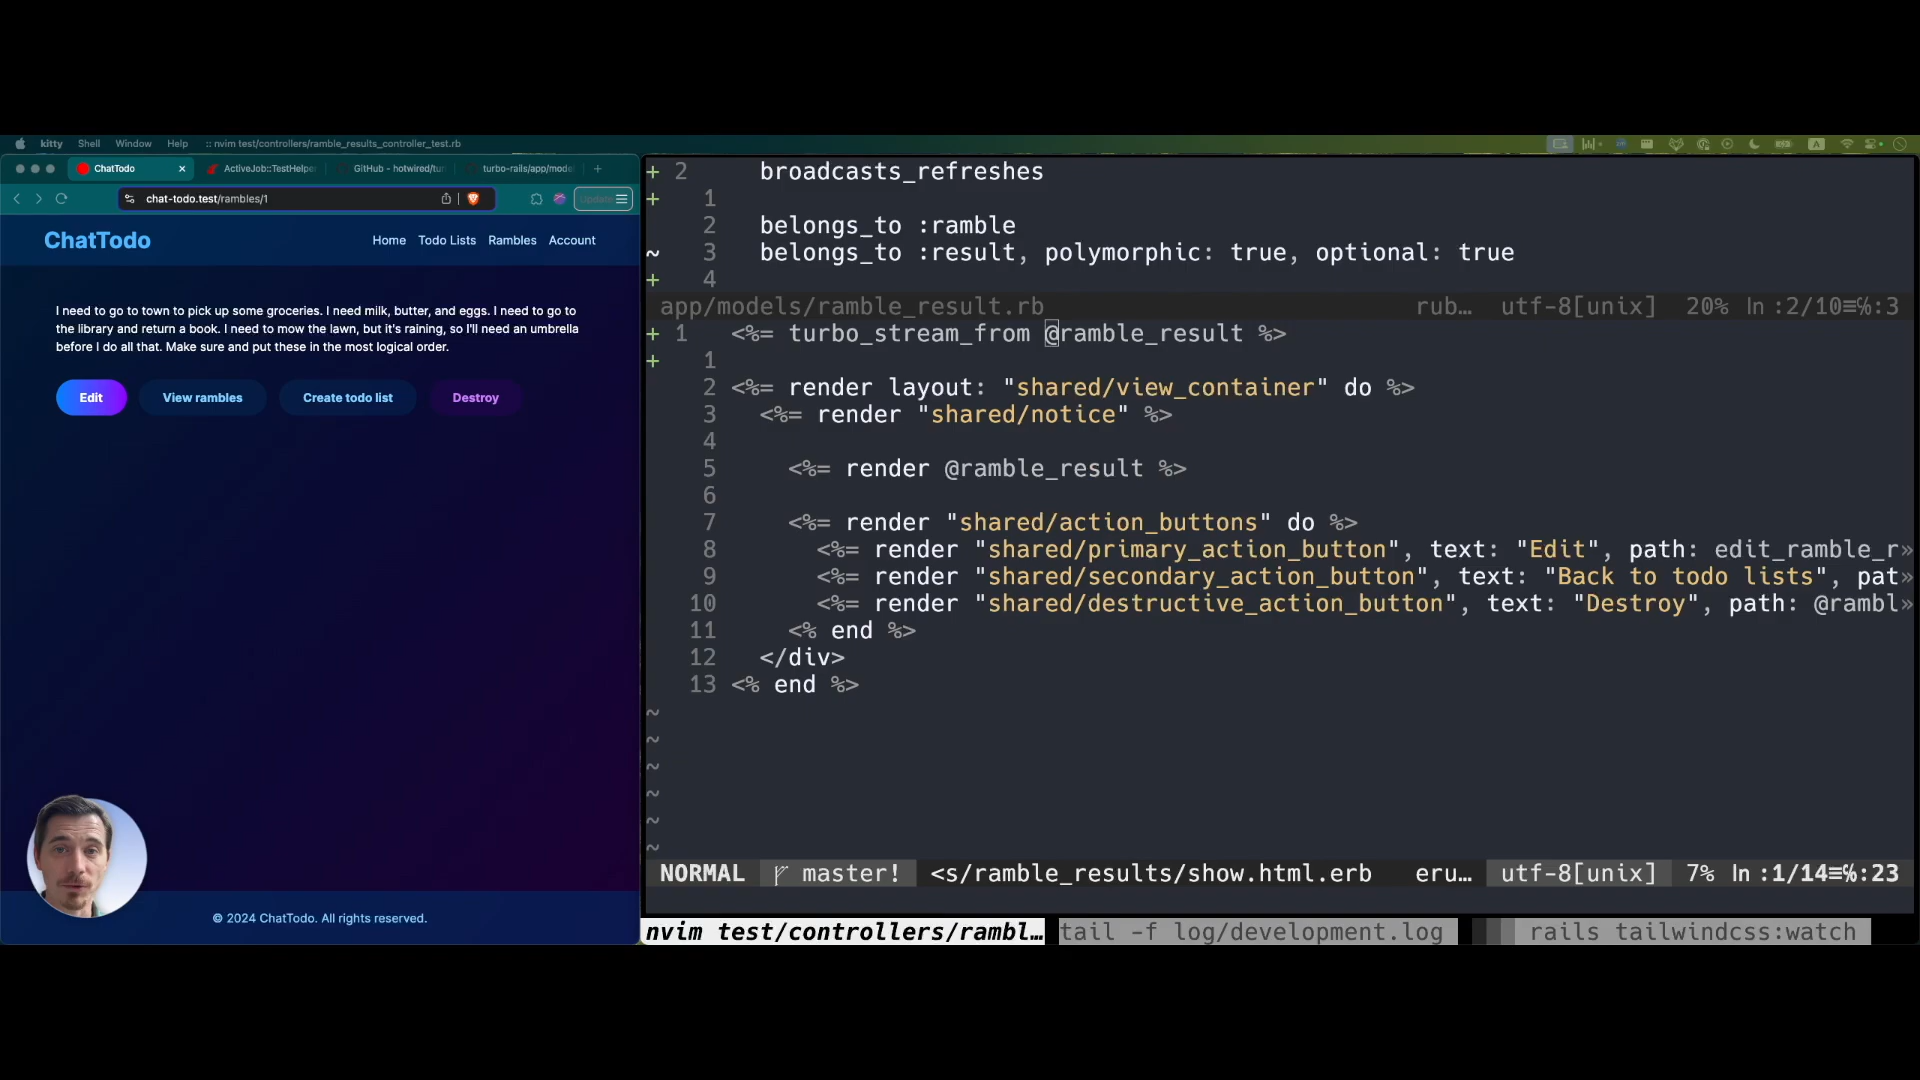 kitty Shell Window Help :: nvim test/controllers/ramble_results_controller_test.rb
ChatTodo ActiveJob::TestHelpe GitHub - hotwired/tur turbo-rails/app/mode
chat-todo.test/rambles/1
ChatTodo
Home Todo Lists Rambles Account
I need to go to town to pick up some groceries. I need milk, butter, and eggs. I need to go to
the library and return a book. I need to mow the lawn, but it's raining, so I'll need an umbrella
before I do all that. Make sure and put these in the most logical order.
Edit View rambles Create todo list Destroy
© 2024 ChatTodo. All rights reserved.
+ 2 broadcasts_refreshes
+ 1
2 belongs_to :ramble
~ 3 belongs_to :result, polymorphic: true, optional: true
+ 4
app/models/ramble_result.rb rub… utf-8[unix] 20% ln :2/10≡℅:3
+ 1 <%= turbo_stream_from @ramble_result %>
+ 1
2 <%= render layout: "shared/view_container" do %>
3 <%= render "shared/notice" %>
4
5 <%= render @ramble_result %>
6
7 <%= render "shared/action_buttons" do %>
8 <%= render "shared/primary_action_button", text: "Edit", path: edit_ramble_r»
9 <%= render "shared/secondary_action_button", text: "Back to todo lists", pat»
10 <%= render "shared/destructive_action_button", text: "Destroy", path: @rambl»
11 <% end %>
12 </div>
13 <% end %>
~
~
~
~
~
~
NORMAL master! <s/ramble_results/show.html.erb eru… utf-8[unix] 7% ln :1/14≡℅:23
nvim test/controllers/rambl… tail -f log/development.log rails tailwindcss:watch